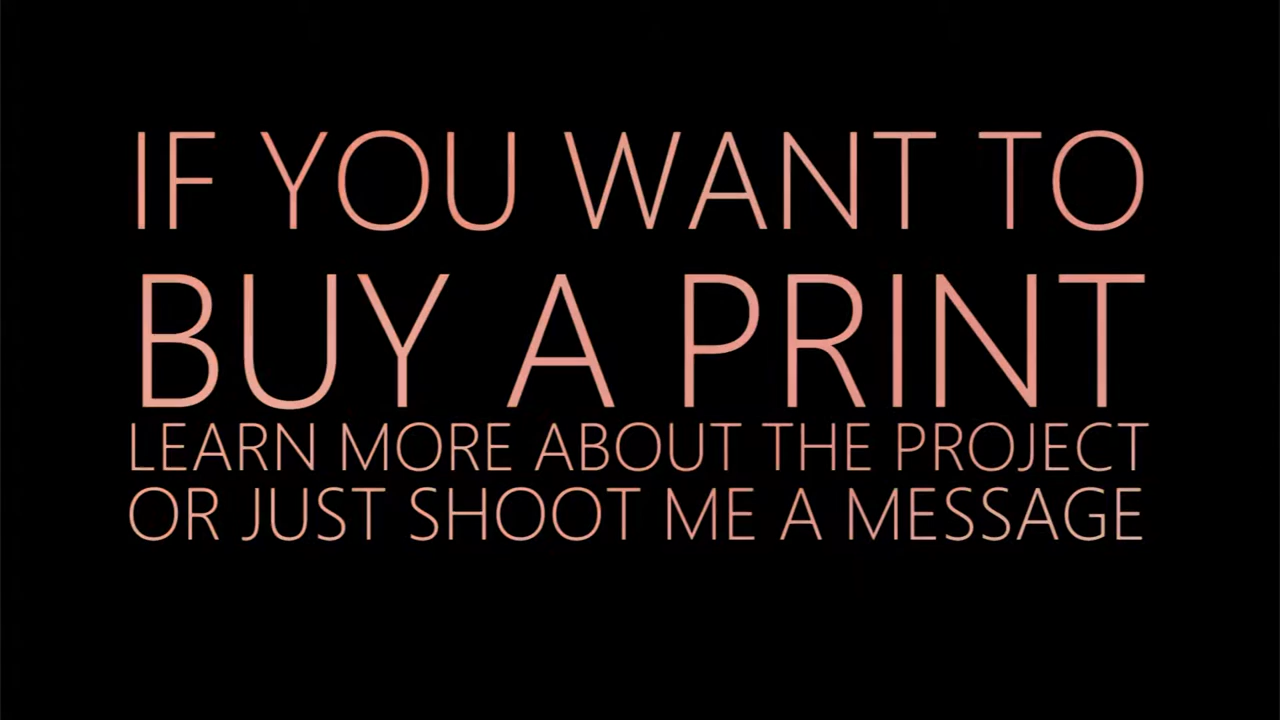 IF YOU WANT TO
BUY A PRINT
LEARN MORE ABOUT THE PROJECT
OR JUST SHOOT ME A MESSAGE